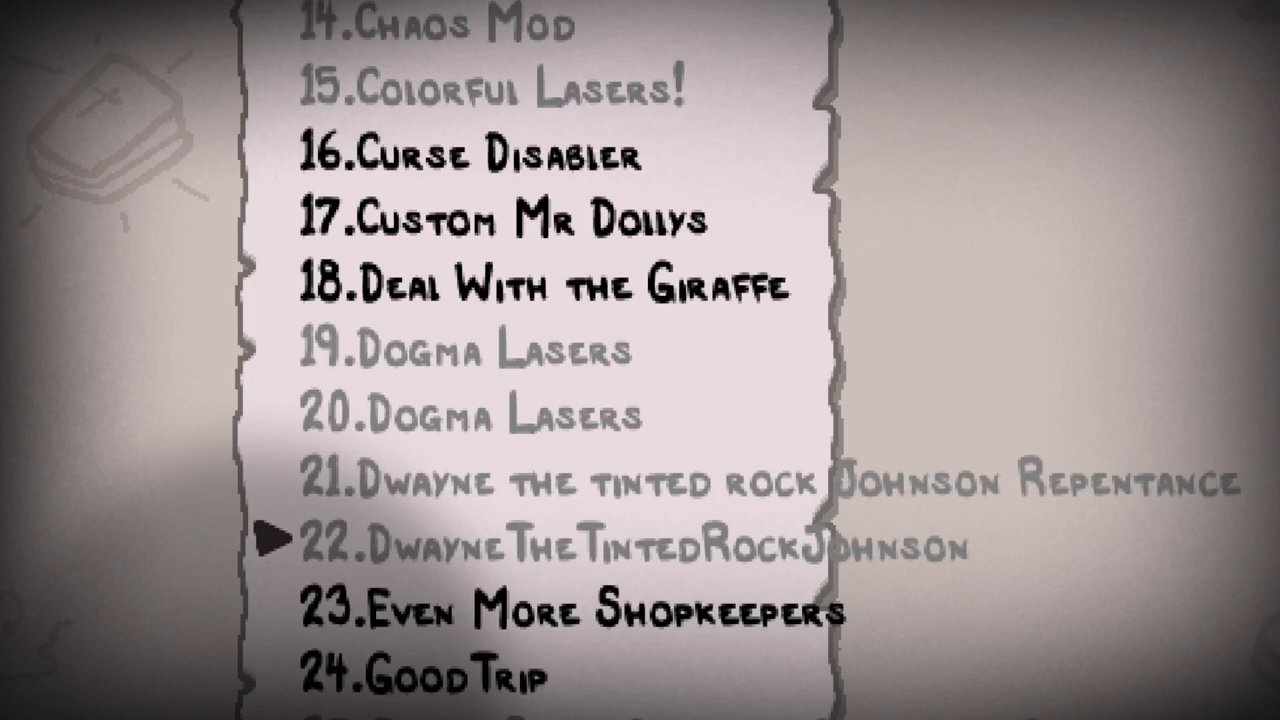 14.Chaos Mod
15.Colorful Lasers!
16.Curse Disabler
17.Custom Mr Dollys
18.Deal With the Giraffe
19.Dogma Lasers
20.Dogma Lasers
21.Dwayne the tinted rock Johnson Repentance
22.DwayneTheTintedRockJohnson
23.Even More Shopkeepers
24.GoodTrip